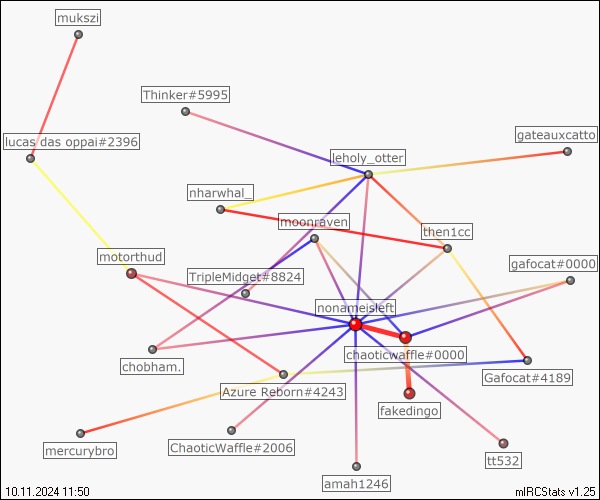 mukszi
Thinker#5995
lucas das oppai#2396
gateauxcatto
leholy_otter
nharwhal_
moonraven
then1cc
motorthud
gafocat#0000
TripleMidget#8824
nonameisleft
chaoticwaffle#0000
chobham.
Azure Reborn#4243
Gafocat#4189
fakedingo
mercurybro
ChaoticWaffle#2006
tt532
amah1246
10.11.2024 11:50
mIRCStats v1.25